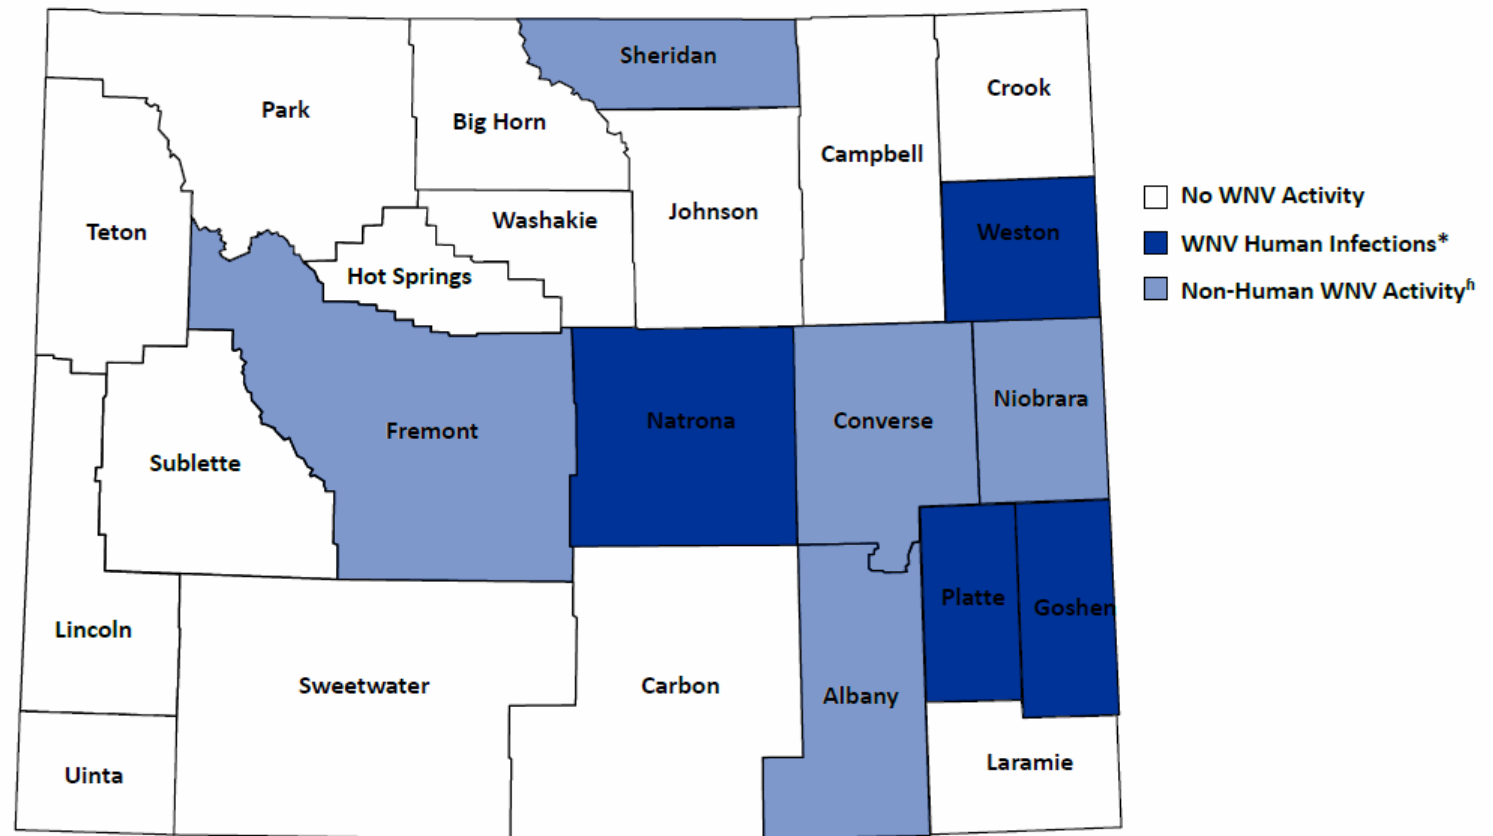 Sheridan
Crook
Park
Big Horn
Campbell
No WNV Activity
Washakie
Johnson
Teton
Weston
WNV Human Infections*
Hot Springs
Non-Human WNV Activityʱ
Niobrara
Natrona
Converse
Fremont
Sublette
Platte
Goshen
Lincoln
Sweetwater
Carbon
Albany
Laramie
Uinta